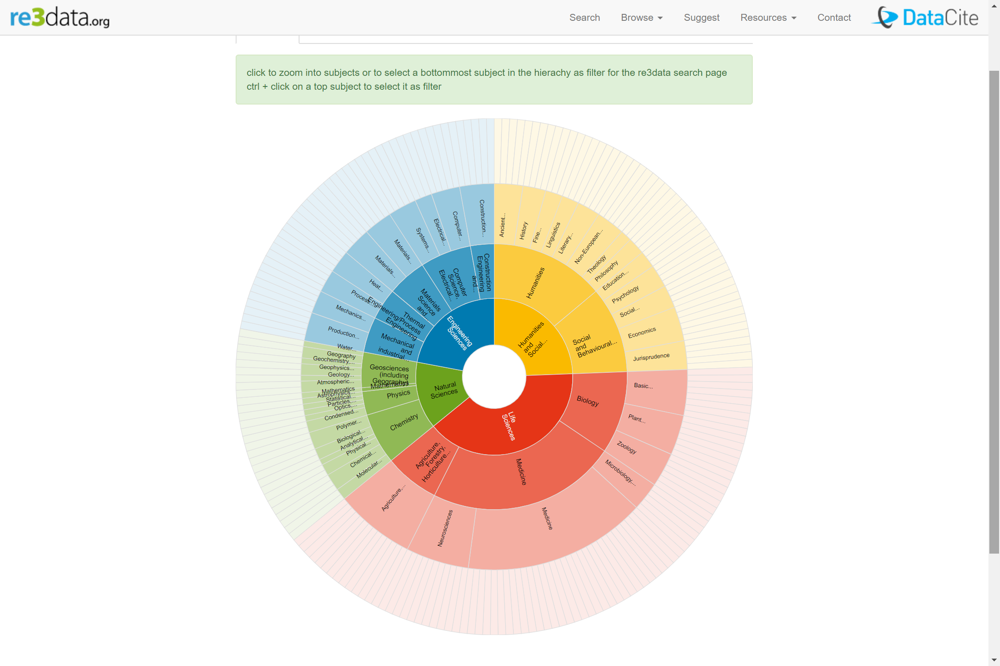 re3data.org
Search
Browse
Suggest
Resources
Contact
DataCite
click to zoom into subjects or to select a bottommost subject in the hierachy as filter for the re3data search page
ctrl + click on a top subject to select it as filter
Humanities
and
Social...
Humanities
Ancient...
History
Fine...
Linguistics
Literary...
Non-European...
Theology
Philosophy
Social
and
Behavioural...
Education...
Psychology
Social...
Economics
Jurisprudence
Life
Sciences
Biology
Basic...
Plant...
Zoology
Microbiology,...
Medicine
Medicine
Neurosciences
Agriculture,
Forestry,
Horticulture...
Agriculture,...
Natural
Sciences
Chemistry
Molecular...
Chemical...
Physical...
Analytical...
Biological...
Polymer...
Physics
Condensed...
Optics,...
Particles,...
Statistical...
Astrophysics...
Mathematics
Mathematics
Geosciences
(including
Geography)
Atmospheric...
Geology...
Geophysics...
Geochemistry,...
Geography
Water...
Engineering
Sciences
Mechanical
and
industrial...
Production...
Mechanics...
Thermal
Engineering/Process
Engineering
Process...
Heat...
Materials
Science
and...
Materials...
Materials...
Computer
Science,
Electrical...
Systems...
Electrical...
Computer...
Construction
Engineering
and...
Construction...